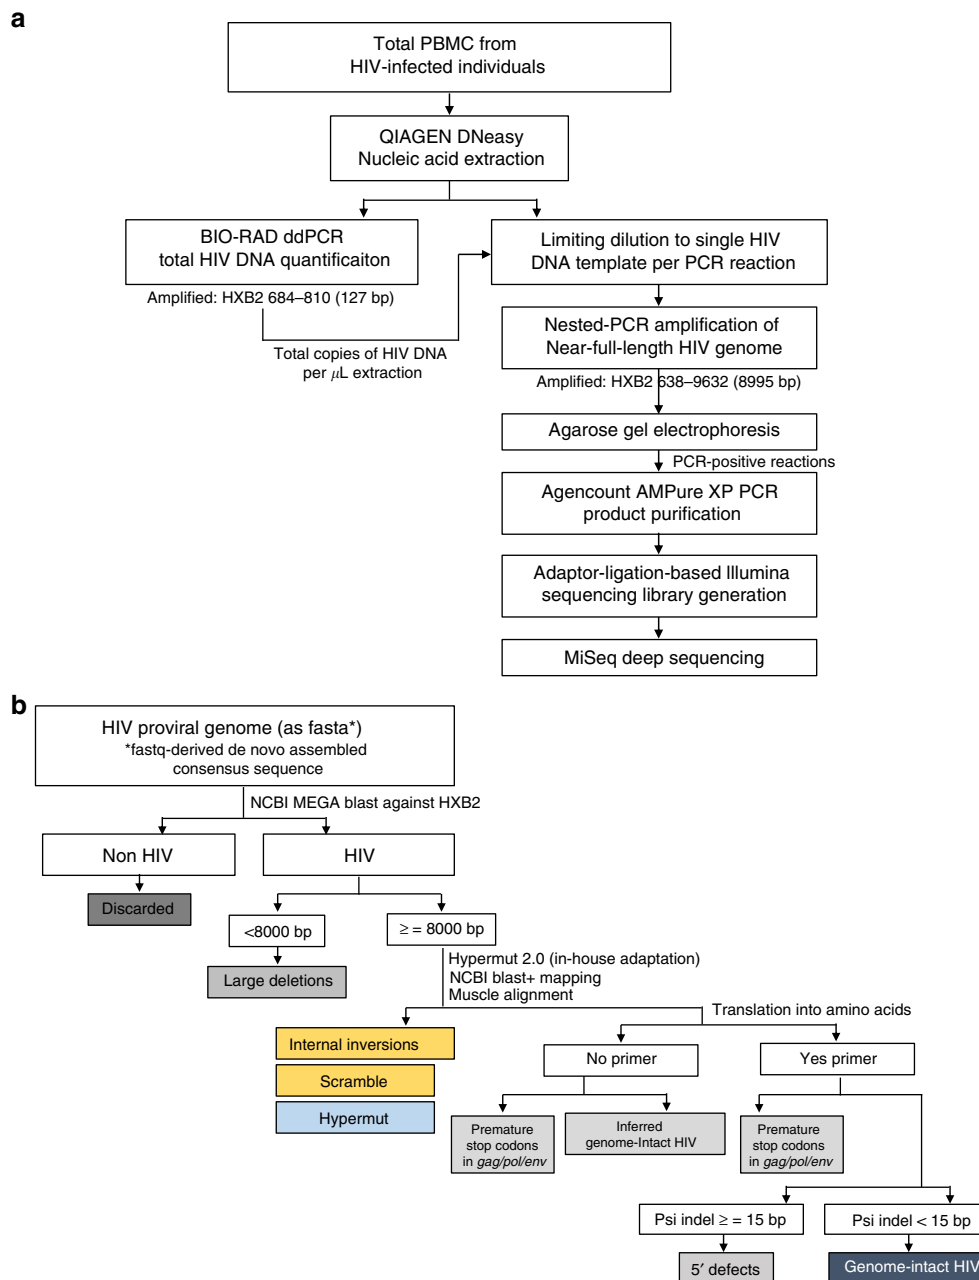 a
Total PBMC from
HIV-infected individuals
QIAGEN DNeasy
Nucleic acid extraction
BIO-RAD ddPCR
total HIV DNA quantificaiton
Amplified: HXB2 684–810 (127 bp)
Total copies of HIV DNA
per μL extraction
Limiting dilution to single HIV
DNA template per PCR reaction
Nested-PCR amplification of
Near-full-length HIV genome
Amplified: HXB2 638–9632 (8995 bp)
Agarose gel electrophoresis
PCR-positive reactions
Agencount AMPure XP PCR
product purification
Adaptor-ligation-based Illumina
sequencing library generation
MiSeq deep sequencing
b
HIV proviral genome (as fasta*)
*fastq-derived de novo assembled
consensus sequence
NCBI MEGA blast against HXB2
Non HIV
HIV
Discarded
<8000 bp
≥ = 8000 bp
Large deletions
Hypermut 2.0 (in-house adaptation)
NCBI blast+ mapping
Muscle alignment
Translation into amino acids
Internal inversions
Scramble
Hypermut
No primer
Yes primer
Premature
stop codons
in gag/pol/env
Inferred
genome-Intact HIV
Premature
stop codons
in gag/pol/env
Psi indel ≥ = 15 bp
Psi indel < 15 bp
5′ defects
Genome-intact HIV